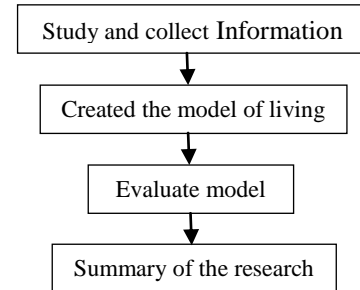 Study and collect Information
Created the model of living
Evaluate model
Summary of the research